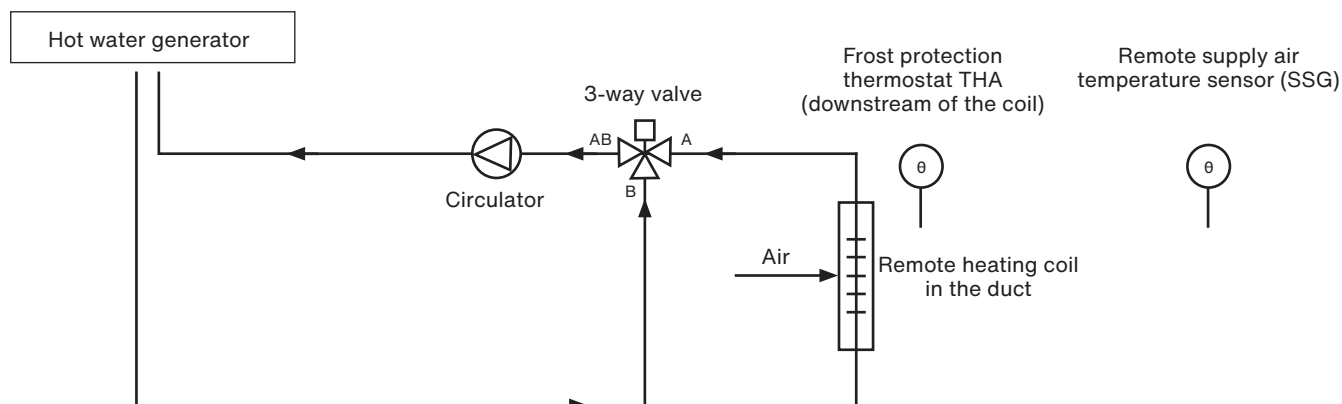 Hot water generator
Frost protection
thermostat THA
(downstream of the coil)
Remote supply air
temperature sensor (SSG)
3-way valve
AB
A
θ
θ
B
Circulator
Air
Remote heating coil
in the duct